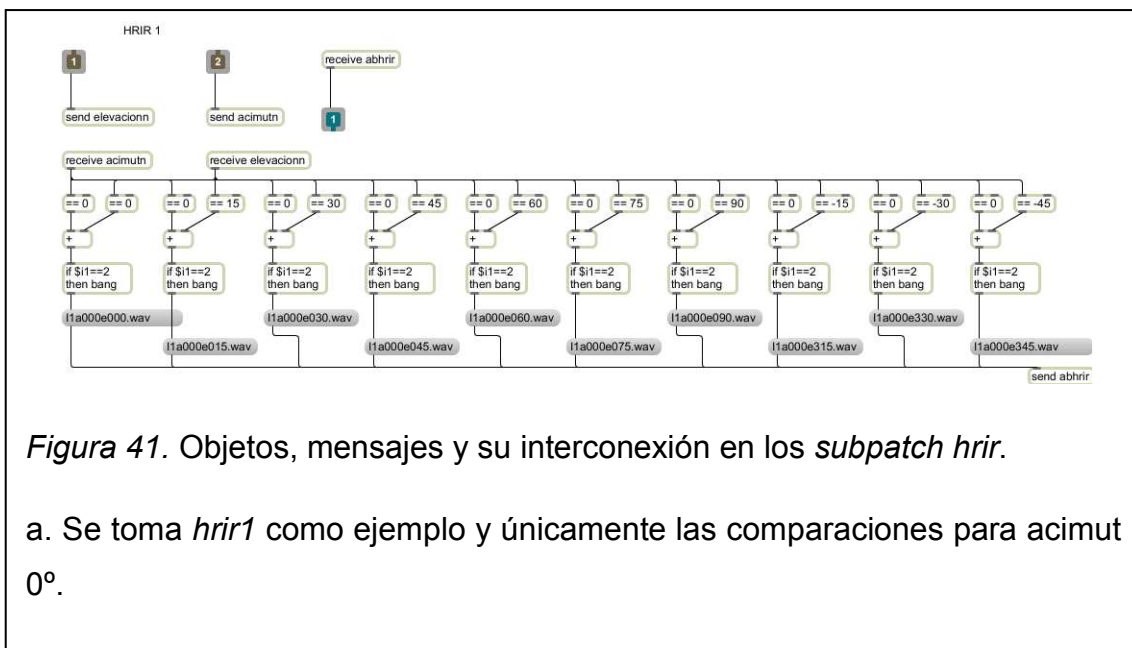 HRIR 1
1
2
receive abhrir
send elevacionn
send acimutn
1
receive acimutn
receive elevacionn
== 0 == 0 == 0 == 15 == 0 == 30 == 0 == 45 == 0 == 60 == 0 == 75 == 0 == 90 == 0 == -15 == 0 == -30 == 0 == -45
+ + + + + + + + + +
if $i1==2 if $i1==2 if $i1==2 if $i1==2 if $i1==2 if $i1==2 if $i1==2 if $i1==2 if $i1==2 if $i1==2
then bang then bang then bang then bang then bang then bang then bang then bang then bang then bang
l1a000e000.wav l1a000e030.wav l1a000e060.wav l1a000e090.wav l1a000e330.wav
l1a000e015.wav l1a000e045.wav l1a000e075.wav l1a000e315.wav l1a000e345.wav
send abhrir
Figura 41. Objetos, mensajes y su interconexión en los subpatch hrir.
a. Se toma hrir1 como ejemplo y únicamente las comparaciones para acimut
0º.